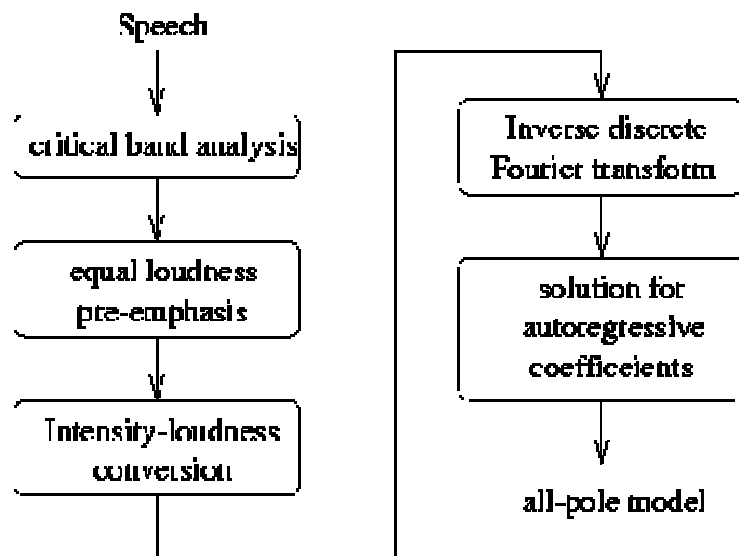 Speech
critical band analysis
equal loudness
pre-emphasis
Intensity-loudness
conversion
Inverse discrete
Fourier transform
solution for
autoregressive
coefficeients
all-pole model